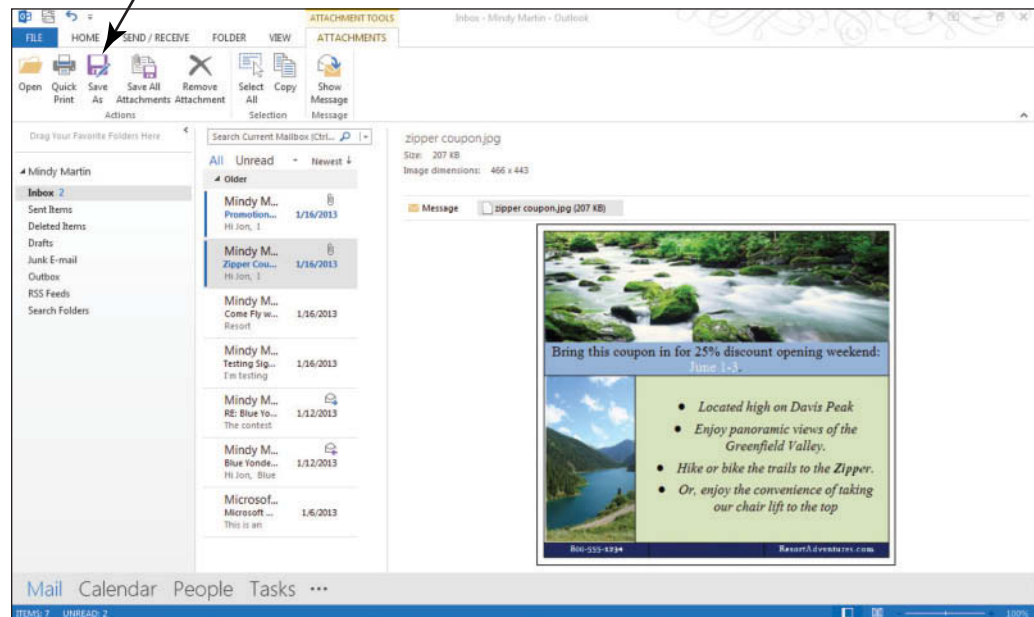 ATTACHMENT TOOLS
Inbox - Mindy Martin - Outlook
FILE HOME SEND / RECEIVE FOLDER VIEW ATTACHMENTS
Open Quick Print Save As Save All Attachments Remove Attachment Select All Copy Show Message
Actions Selection Message
Drag Your Favorite Folders Here
Mindy Martin
Inbox 2
Sent Items
Deleted Items
Drafts
Junk E-mail
Outbox
RSS Feeds
Search Folders
Search Current Mailbox (Ctrl...
All Unread Newest
Older
Mindy M...
Promotion... 1/16/2013
Hi Jon, I
Mindy M...
Zipper Cou... 1/16/2013
Hi Jon, I
Mindy M...
Come Fly w... 1/16/2013
Resort
Mindy M...
Testing Sig... 1/16/2013
I'm testing
Mindy M...
RE: Blue Yo... 1/12/2013
The contest
Mindy M...
Blue Yonde... 1/12/2013
Hi Jon, Blue
Microsof...
Microsoft ... 1/6/2013
This is an
zipper coupon.jpg
Size: 207 KB
Image dimensions: 466 x 443
Message zipper coupon.jpg (207 KB)
Bring this coupon in for 25% discount opening weekend:
June 1-3.
• Located high on Davis Peak
• Enjoy panoramic views of the
Greenfield Valley.
• Hike or bike the trails to the Zipper.
• Or, enjoy the convenience of taking
our chair lift to the top
800-555-1234 ResortAdventures.com
Mail Calendar People Tasks •••
ITEMS: 7 UNREAD: 2 100%